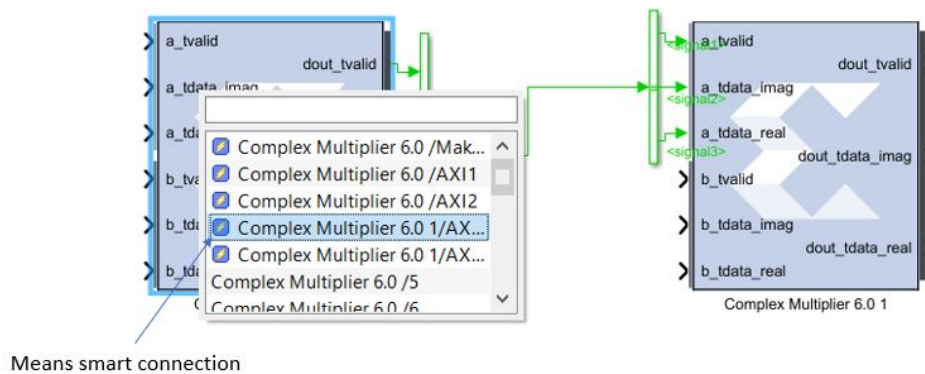 a_tvalid
dout_tvalid
a_tdata_imag
Complex Multiplier 6.0 /Mak...
Complex Multiplier 6.0 /AXI1
Complex Multiplier 6.0 /AXI2
Complex Multiplier 6.0 1/AX...
Complex Multiplier 6.0 1/AX...
Complex Multiplier 6.0 /5
Complex Multiplier 6.0 /6
a_tda
b_tva
b_tda
b_tda
C
<signal1>
a_tvalid
dout_tvalid
a_tdata_imag
<signal2>
a_tdata_real
<signal3>
dout_tdata_imag
b_tvalid
b_tdata_imag
dout_tdata_real
b_tdata_real
Complex Multiplier 6.0 1
Means smart connection